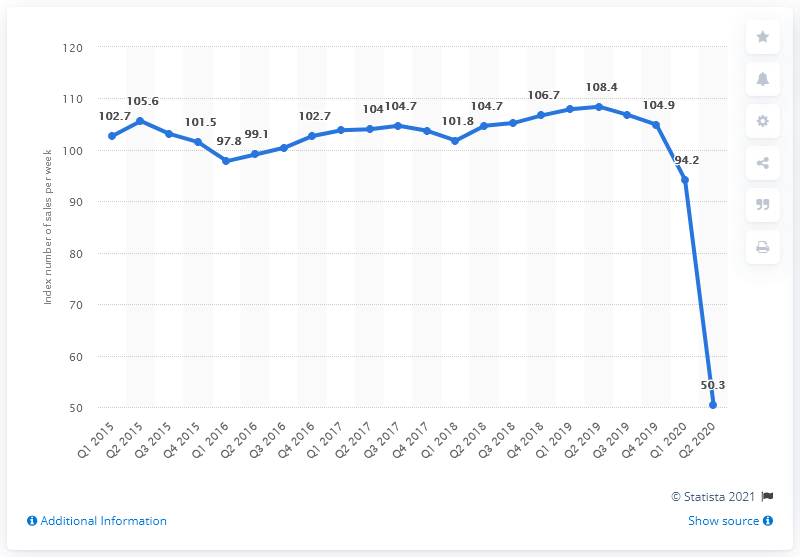 120
110
100
90
80
70
60
50
Index number of sales per week
102.7
105.6
101.5
97.8
99.1
102.7
104
104.7
101.8
104.7
106.7
108.4
104.9
94.2
50.3
Q1 2015
Q2 2015
Q3 2015
Q4 2015
Q1 2016
Q2 2016
Q3 2016
Q4 2016
Q1 2017
Q2 2017
Q3 2017
Q4 2017
Q1 2018
Q2 2018
Q3 2018
Q4 2018
Q1 2019
Q2 2019
Q3 2019
Q4 2019
Q1 2020
Q2 2020
© Statista 2021
Additional Information
Show source